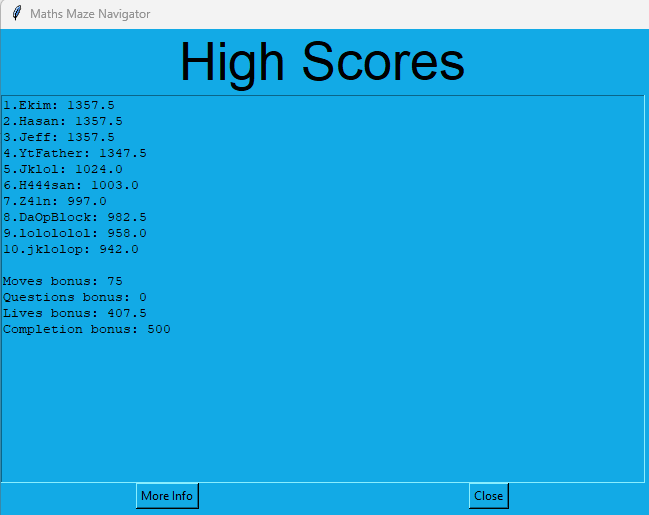 Maths Maze Navigator
High Scores
1.Ekim: 1357.5
2.Hasan: 1357.5
3.Jeff: 1357.5
4.YtFather: 1347.5
5.Jklol: 1024.0
6.H444san: 1003.0
7.Z41n: 997.0
8.DaOpBlock: 982.5
9.lolololol: 958.0
10.jklolop: 942.0
Moves bonus: 75
Questions bonus: 0
Lives bonus: 407.5
Completion bonus: 500
More Info
Close